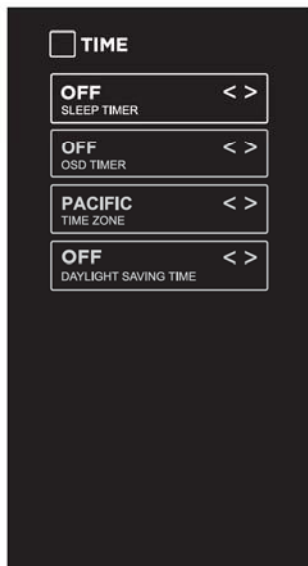 TIME
OFF < >
SLEEP TIMER
OFF < >
OSD TIMER
PACIFIC < >
TIME ZONE
OFF < >
DAYLIGHT SAVING TIME